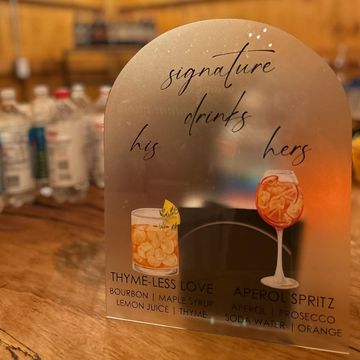 signature
drinks
his hers
THYME-LESS LOVE
BOURBON | MAPLE SYRUP
LEMON JUICE | THYME
APEROL SPRITZ
APEROL | PROSECCO
SODA WATER | ORANGE